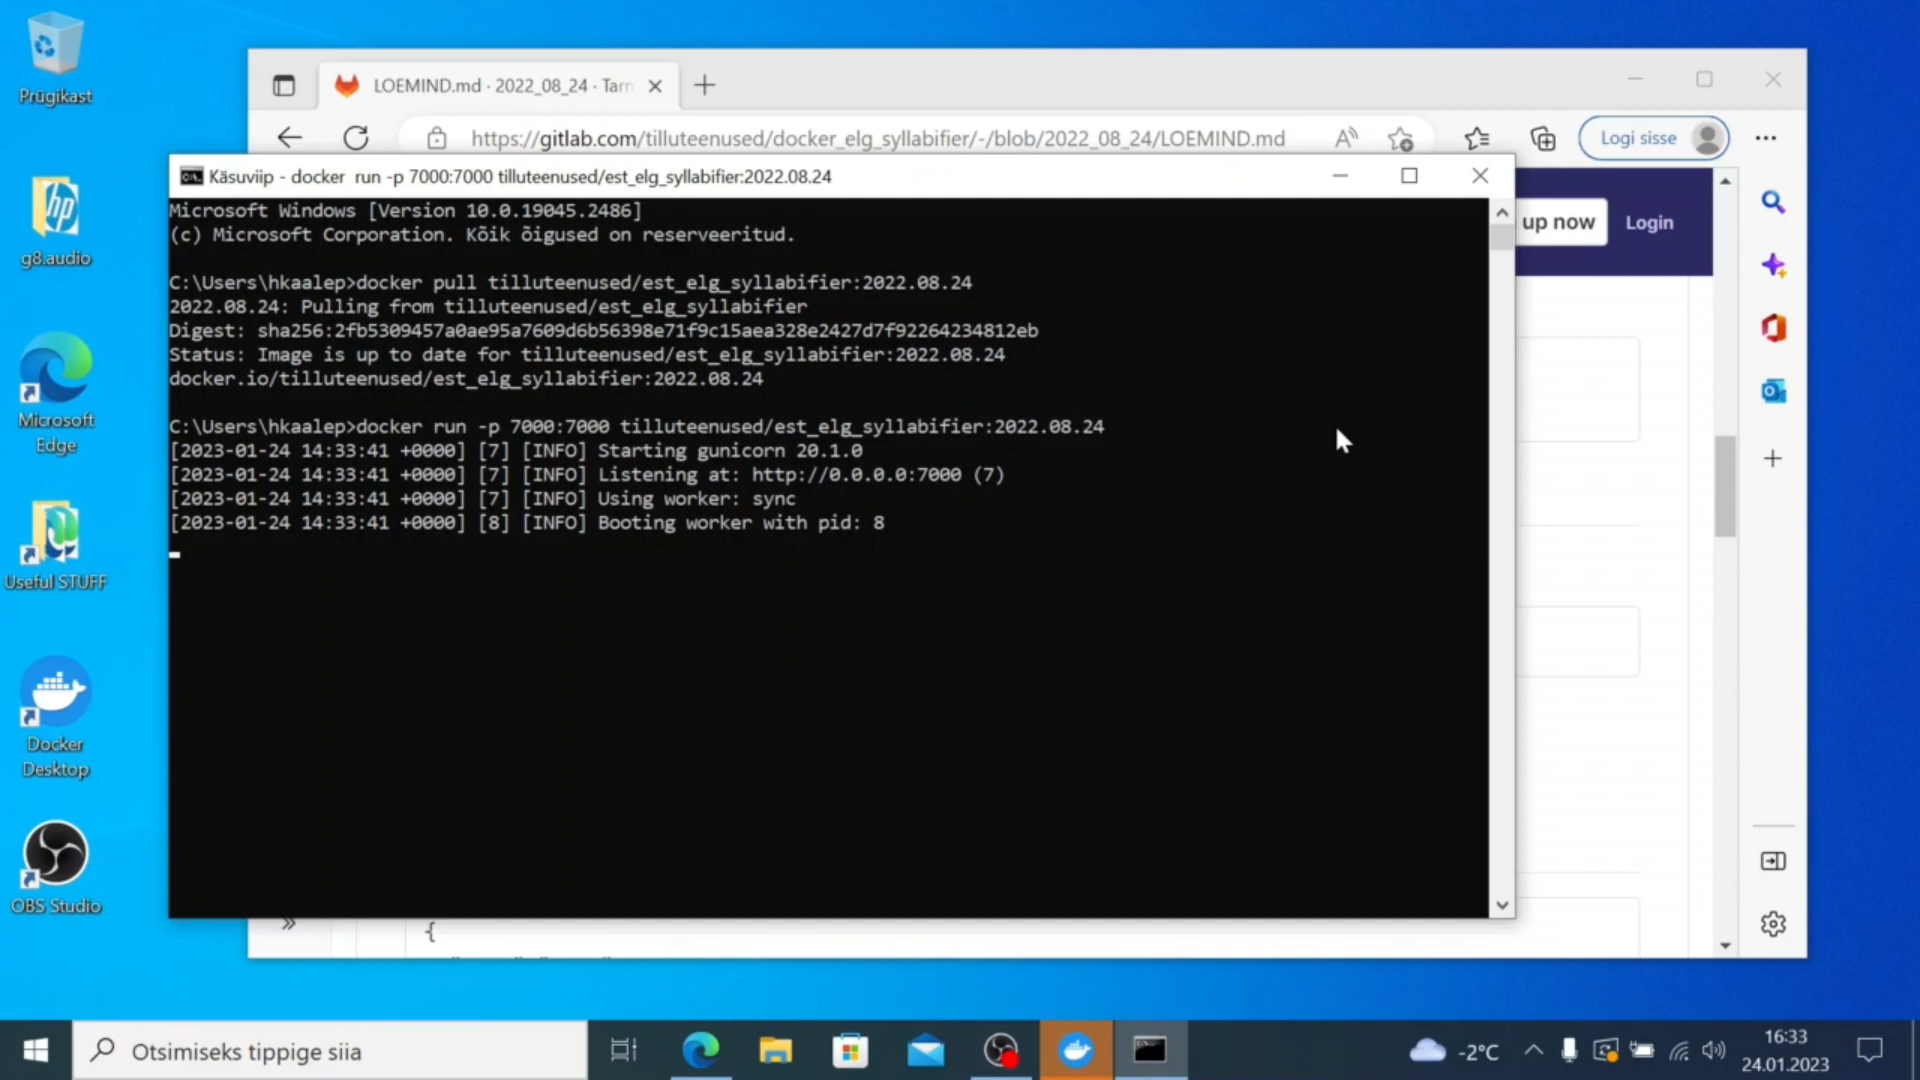 Prügikast
g8.audio
Microsoft
Edge
Useful STUFF
Docker
Desktop
OBS Studio
LOEMIND.md · 2022_08_24 · Tarm
https://gitlab.com/tilluteenused/docker_elg_syllabifier/-/blob/2022_08_24/LOEMIND.md
Logi sisse
up now
Login
Käsuviip - docker run -p 7000:7000 tilluteenused/est_elg_syllabifier:2022.08.24
Microsoft Windows [Version 10.0.19045.2486]
(c) Microsoft Corporation. Kõik õigused on reserveeritud.
C:\Users\hkaalep>docker pull tilluteenused/est_elg_syllabifier:2022.08.24
2022.08.24: Pulling from tilluteenused/est_elg_syllabifier
Digest: sha256:2fb5309457a0ae95a7609d6b56398e71f9c15aea328e2427d7f92264234812eb
Status: Image is up to date for tilluteenused/est_elg_syllabifier:2022.08.24
docker.io/tilluteenused/est_elg_syllabifier:2022.08.24
C:\Users\hkaalep>docker run -p 7000:7000 tilluteenused/est_elg_syllabifier:2022.08.24
[2023-01-24 14:33:41 +0000] [7] [INFO] Starting gunicorn 20.1.0
[2023-01-24 14:33:41 +0000] [7] [INFO] Listening at: http://0.0.0.0:7000 (7)
[2023-01-24 14:33:41 +0000] [7] [INFO] Using worker: sync
[2023-01-24 14:33:41 +0000] [8] [INFO] Booting worker with pid: 8
{
Otsimiseks tippige siia
-2°C
16:33
24.01.2023